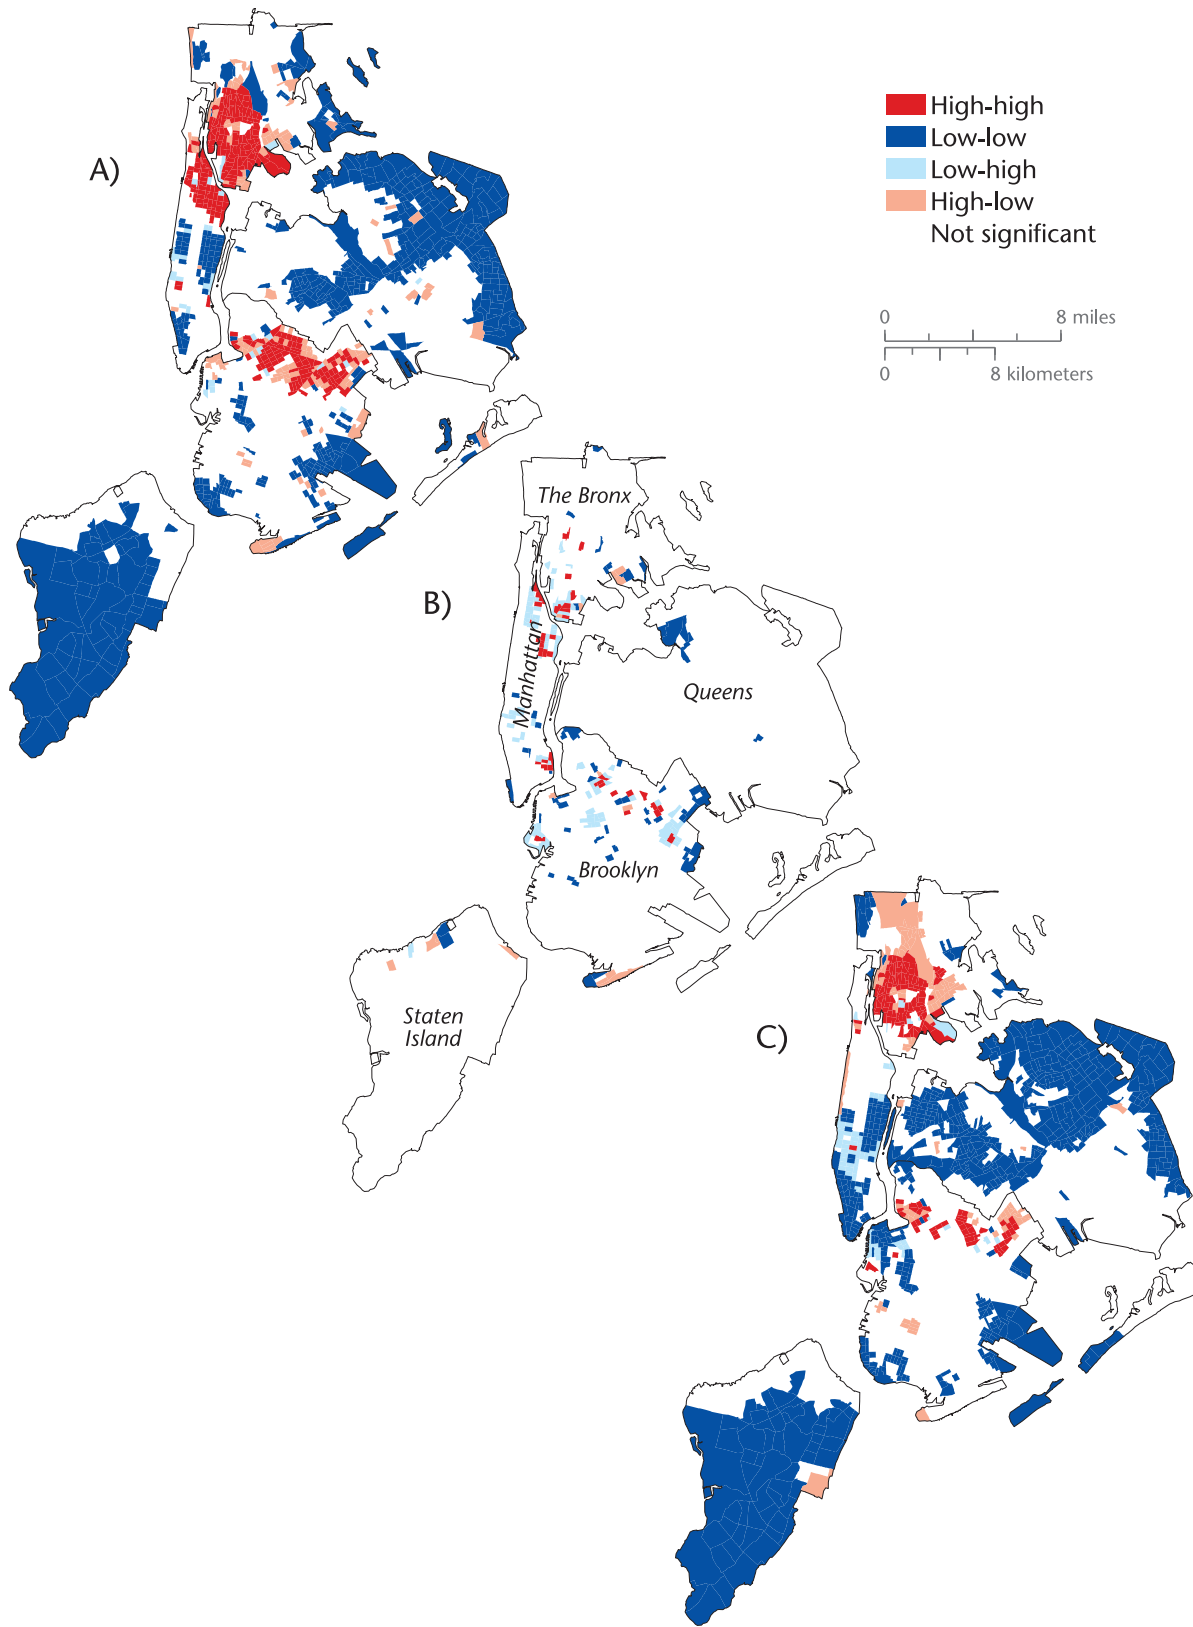 A)
High-high
Low-low
Low-high
High-low
Not significant
0 8 miles
0 8 kilometers
B)
The Bronx
Manhattan
Queens
Brooklyn
Staten
Island
C)